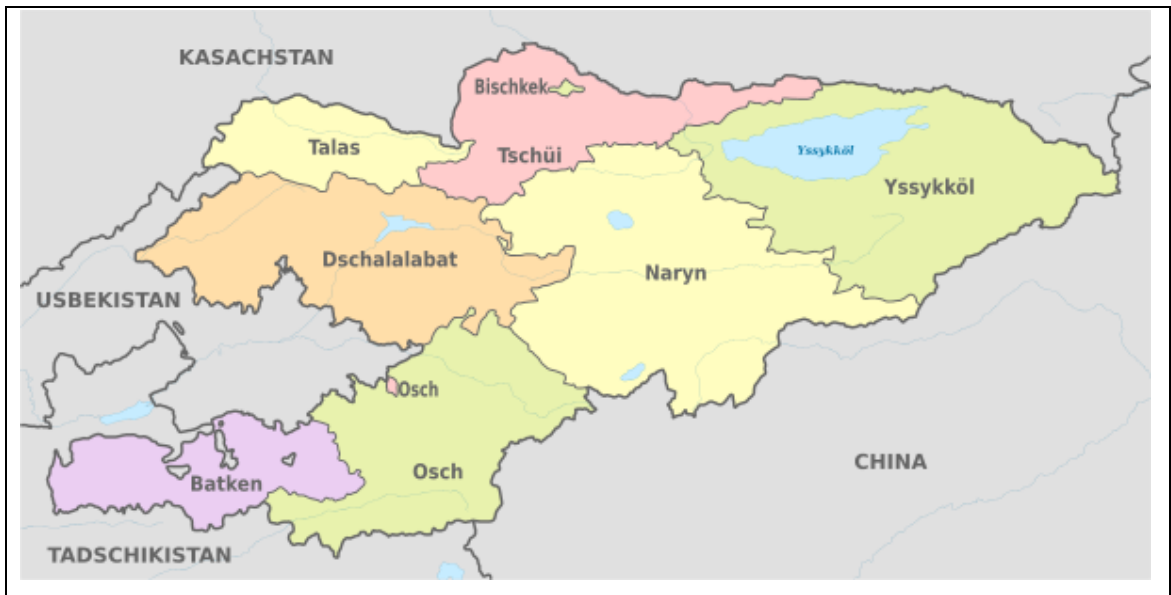 KASACHSTAN
Bischkek
Talas
Tschüi
Yssykköl
Yssykköl
Dschalalabat
Naryn
USBEKISTAN
Osch
CHINA
Osch
Batken
TADSCHIKISTAN